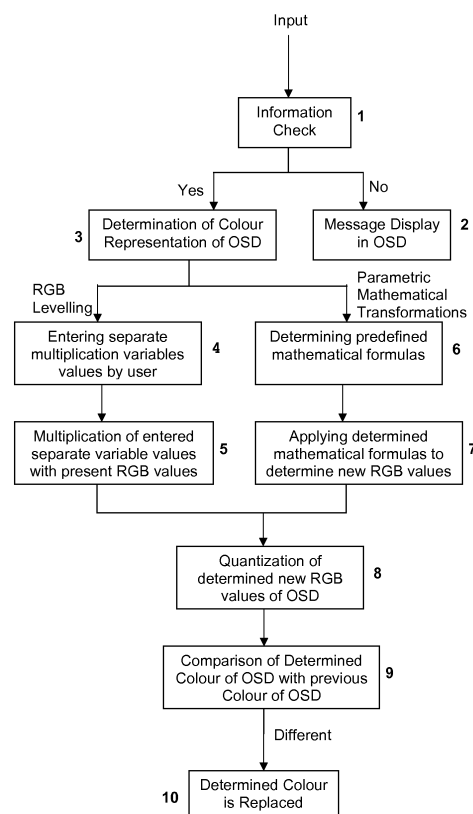 Input
Information
Check
1
Yes
No
3
Determination of Colour
Representation of OSD
Message Display
in OSD
2
RGB
Levelling
Parametric
Mathematical
Transformations
Entering separate
multiplication variables
values by user
4
Determining predefined
mathematical formulas
6
Multiplication of entered
separate variable values
with present RGB values
5
Applying determined
mathematical formulas to
determine new RGB values
7
Quantization of
determined new RGB
values of OSD
8
Comparison of Determined
Colour of OSD with previous
Colour of OSD
9
Different
10
Determined Colour
is Replaced